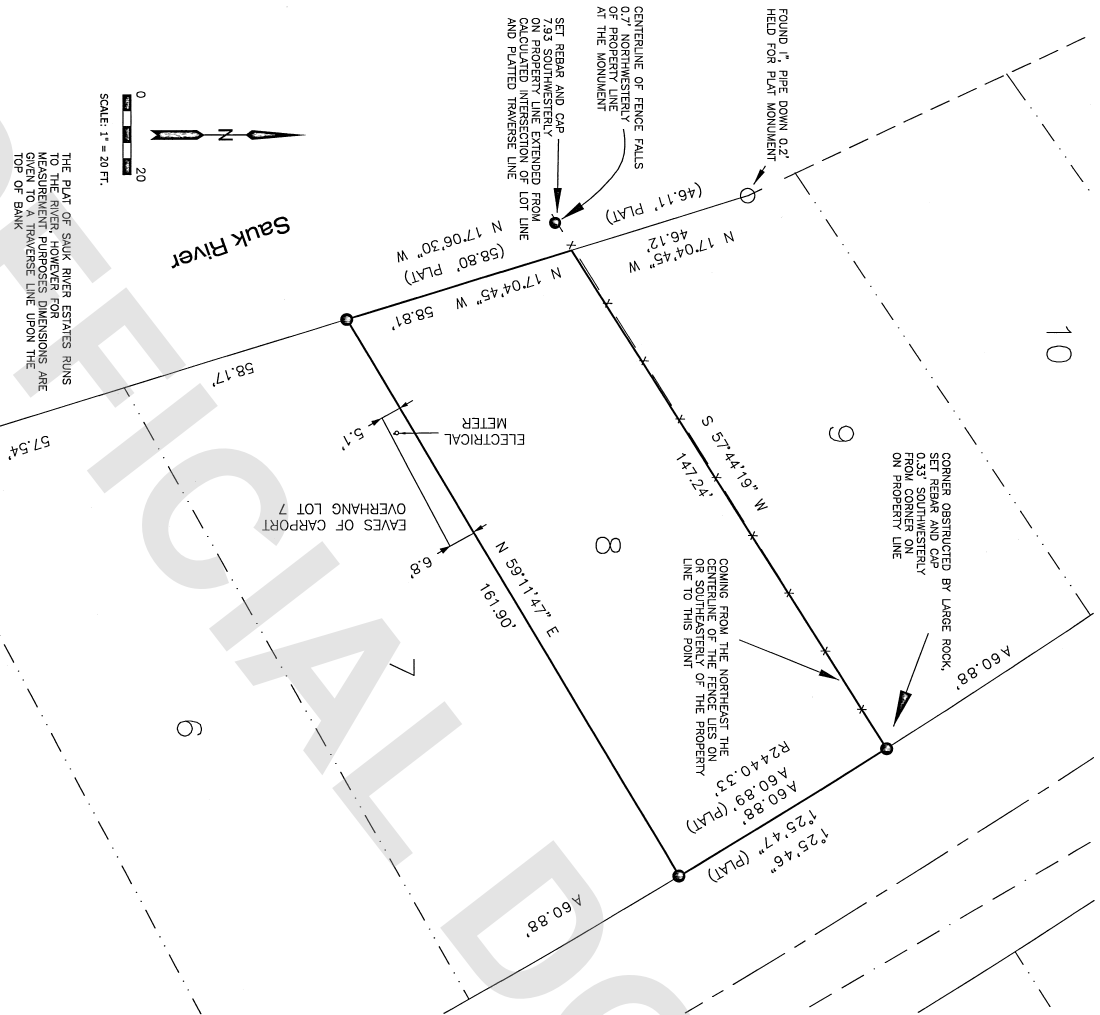 FOUND 1", PIPE DOWN 0.2'
HELD FOR PLAT MONUMENT
CENTERLINE OF FENCE FALLS
0.7' NORTHWESTERLY
OF PROPERTY LINE
AT THE MONUMENT
SET REBAR AND CAP
7.93 SOUTHWESTERLY
ON PROPERTY LINE EXTENDED FROM
CALCULATED INTERSECTION OF LOT LINE
AND PLATTED TRAVERSE LINE
(46.11' PLAT)
N 17°04'45" W
46.12'
10
9
CORNER OBSTRUCTED BY LARGE ROCK,
SET REBAR AND CAP
0.33' SOUTHWESTERLY
FROM CORNER ON
PROPERTY LINE
S 57°44'19" W
147.24'
N
0
20
SCALE: 1" = 20 FT.
Sauk River
N 17°06'30" W
(58.80' PLAT)
N 17°04'45" W
58.81'
8
COMING FROM THE NORTHEAST THE
CENTERLINE OF THE FENCE LIES ON
OR SOUTHEASTERLY OF THE PROPERTY
LINE TO THIS POINT
A 60.88'
R2440.33'
A 60.89' (PLAT)
A 60.88'
1°25'47" (PLAT)
1°25'46"
THE PLAT OF SAUK RIVER ESTATES RUNS
TO THE RIVER, HOWEVER FOR
MEASUREMENT PURPOSES DIMENSIONS ARE
GIVEN TO A TRAVERSE LINE UPON THE
TOP OF BANK
58.17'
57.54'
ELECTRICAL
METER
5.1'
EAVES OF CARPORT
OVERHANG LOT 7
6.8'
N 59°11'47" E
161.90'
7
6
A 60.88'